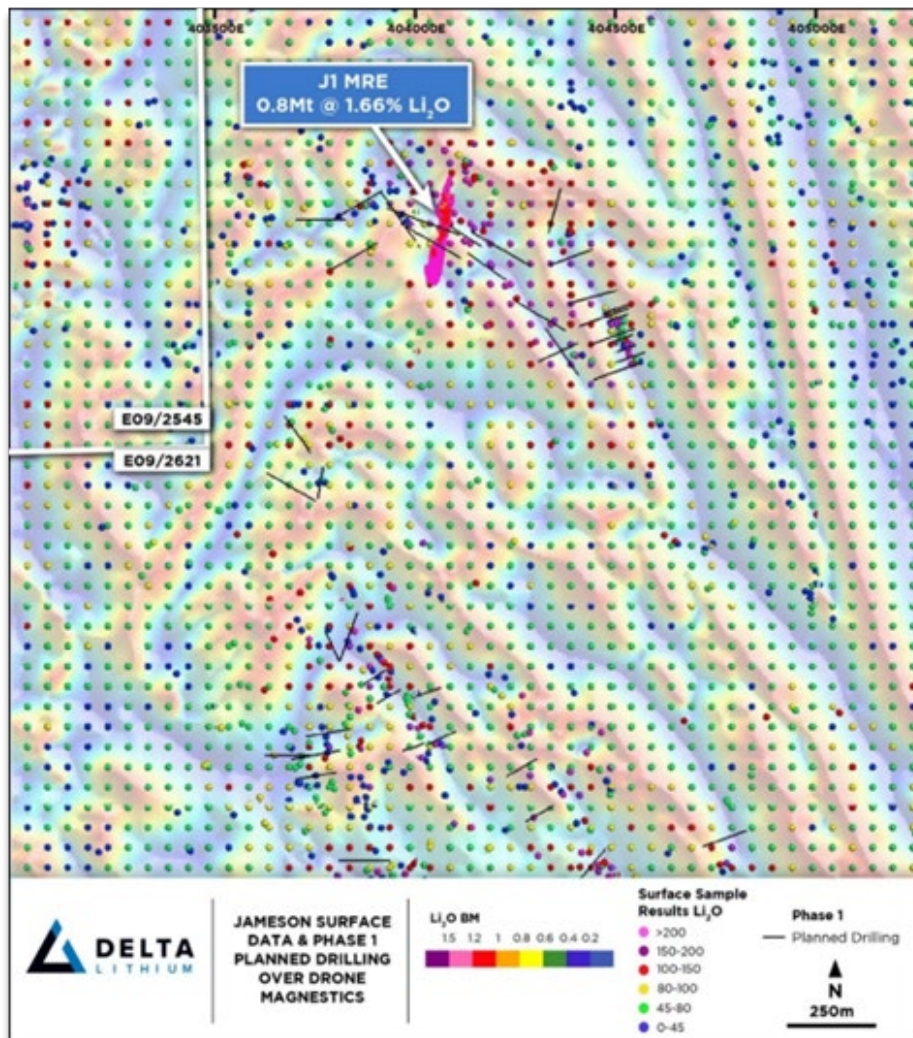 403500E 404000E 404500E 405000E
J1 MRE
0.8Mt @ 1.66% Li₂O
E09/2545
E09/2621
DELTA
LITHIUM
JAMESON SURFACE
DATA & PHASE 1
PLANNED DRILLING
OVER DRONE
MAGNESTICS
Li₂O BM
1.5 1.2 1 0.8 0.6 0.4 0.2
Surface Sample
Results Li₂O
>200
150-200
100-150
80-100
45-80
0-45
Phase 1
Planned Drilling
N
250m